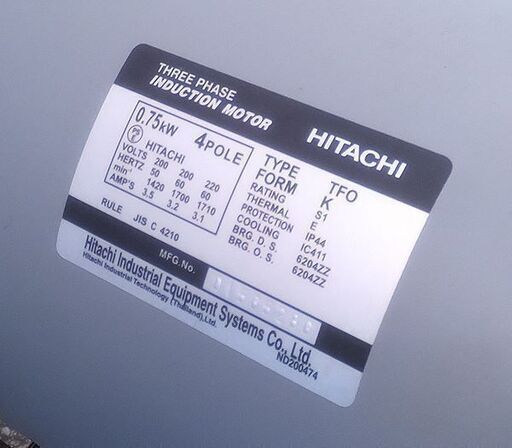 THREE PHASE
INDUCTION MOTOR
HITACHI
0.75kW 4POLE
PS E HITACHI
VOLTS 200 200 220
HERTZ 50 60 60
min-1 1420 1700 1710
AMP'S 3.5 3.2 3.1
RULE JIS C 4210
TYPE TFO
FORM K
RATING S1
THERMAL E
PROTECTION IP44
COOLING IC411
BRG. D. S. 6204ZZ
BRG. O. S. 6204ZZ
MFG.No.
Hitachi Industrial Equipment Systems Co., Ltd.
Hitachi Industrial Technology (Thailand),Ltd.
ND200474